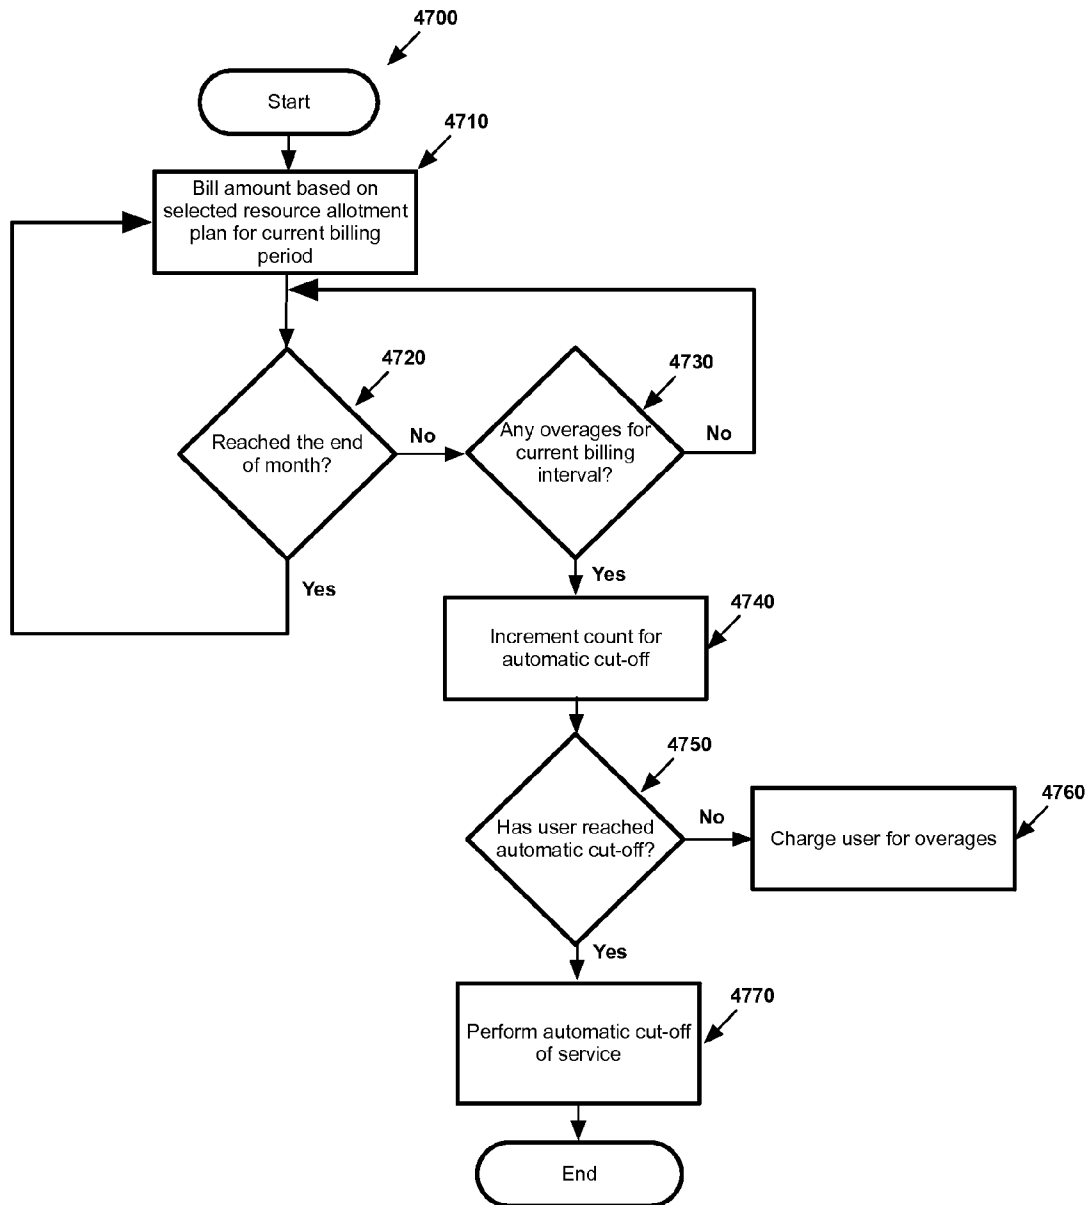 4700
Start
4710
Bill amount based on
selected resource allotment
plan for current billing
period
4720
4730
Reached the end
of month?
No
Any overages for
current billing
interval?
No
Yes
Yes
4740
Increment count for
automatic cut-off
4750
4760
Has user reached
automatic cut-off?
No
Charge user for overages
Yes
4770
Perform automatic cut-off
of service
End